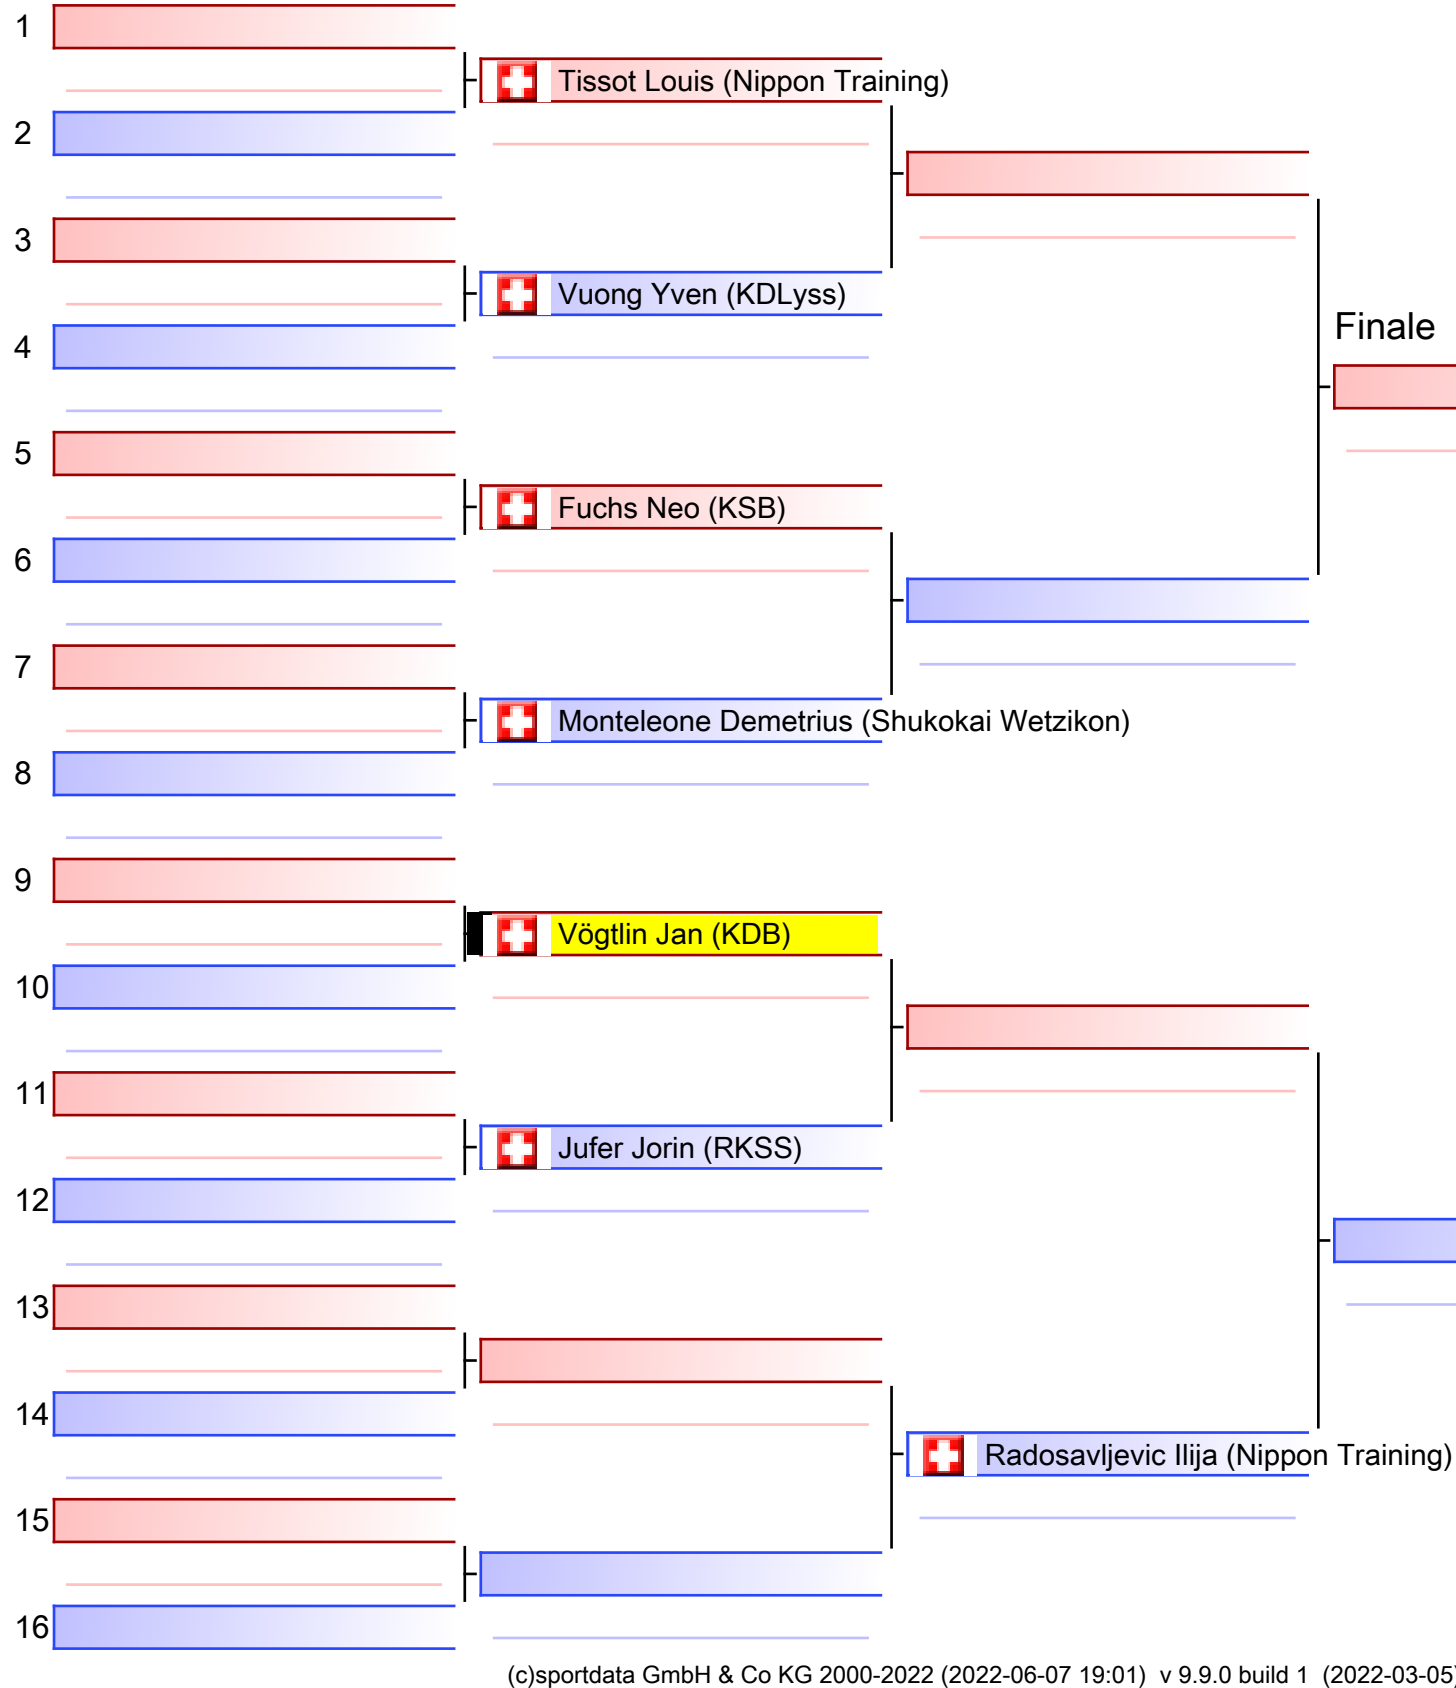 1
Tissot Louis (Nippon Training)
2
3
Vuong Yven (KDLyss)
Finale
4
5
Fuchs Neo (KSB)
6
7
Monteleone Demetrius (Shukokai Wetzikon)
8
9
Vögtlin Jan (KDB)
10
11
Jufer Jorin (RKSS)
12
13
14
Radosavljevic Ilija (Nippon Training)
15
16
(c)sportdata GmbH & Co KG 2000-2022 (2022-06-07 19:01) v 9.9.0 build 1 (2022-03-05)